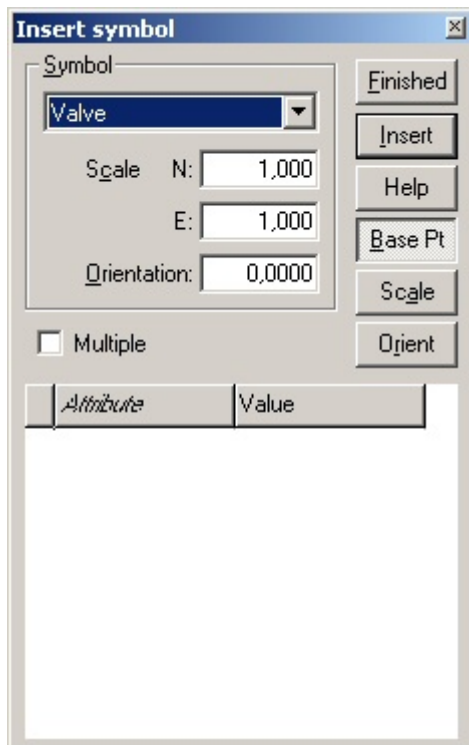 Insert symbol
Symbol
Finished
Valve
Insert
Scale N: 1,000
Help
E: 1,000
Base Pt
Orientation: 0,0000
Scale
Multiple
Orient
Attribute Value